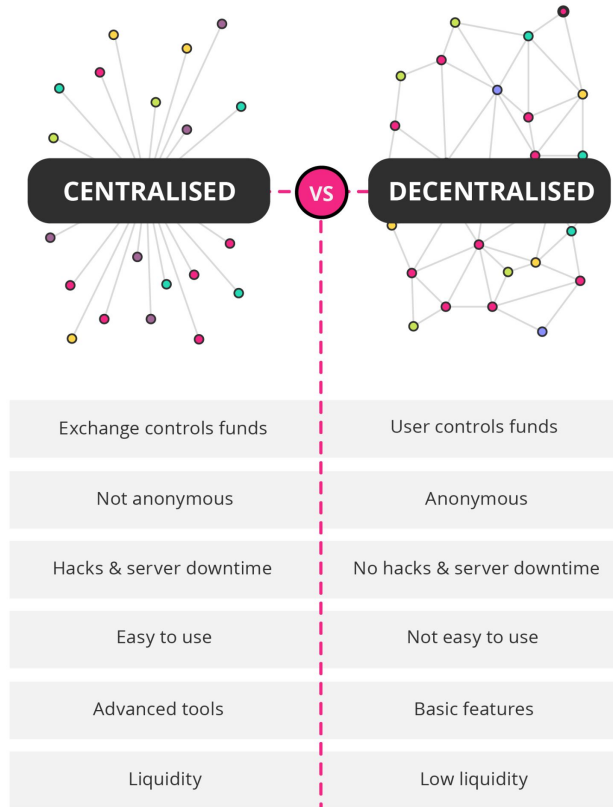 CENTRALISED
VS
DECENTRALISED
Exchange controls funds
User controls funds
Not anonymous
Anonymous
Hacks & server downtime
No hacks & server downtime
Easy to use
Not easy to use
Advanced tools
Basic features
Liquidity
Low liquidity